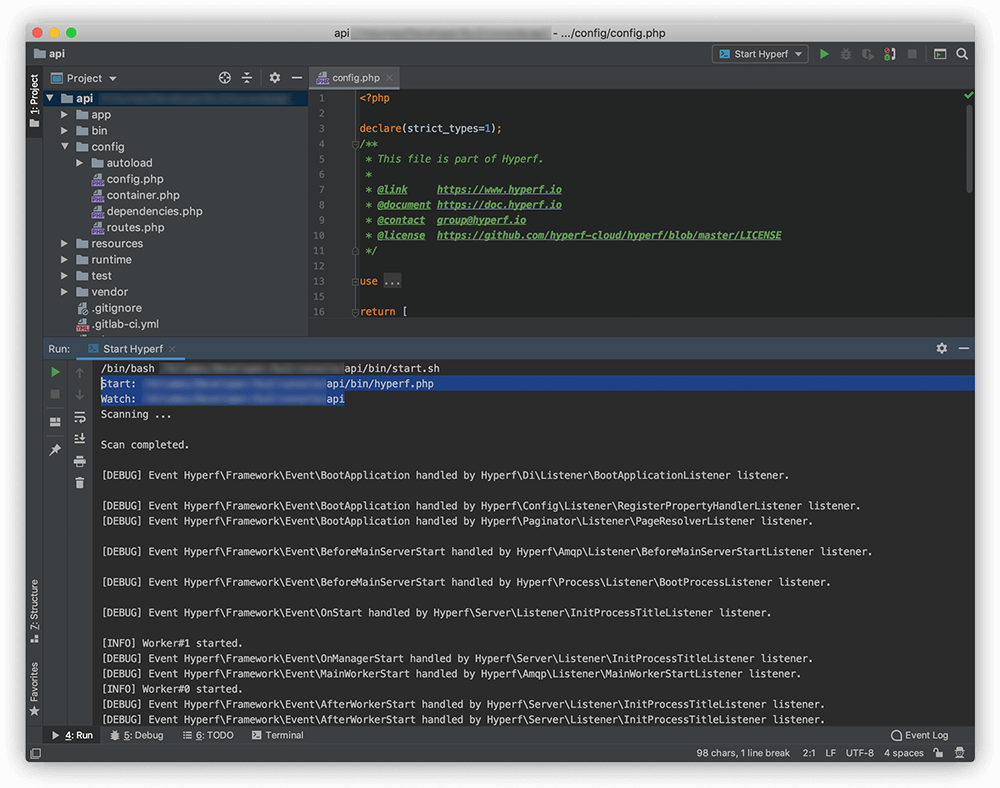 api - .../config/config.php
api
Start Hyperf
1: Project
Project
config.php
api
app
bin
config
autoload
config.php
container.php
dependencies.php
routes.php
resources
runtime
test
vendor
.gitignore
.gitlab-ci.yml
1 <?php
2
3 declare(strict_types=1);
4 /**
5 * This file is part of Hyperf.
6 *
7 * @link https://www.hyperf.io
8 * @document https://doc.hyperf.io
9 * @contact group@hyperf.io
10 * @license https://github.com/hyperf-cloud/hyperf/blob/master/LICENSE
11 */
12
13 use ...
15
16 return [
Run: Start Hyperf
/bin/bash api/bin/start.sh
Start: api/bin/hyperf.php
Watch: api
Scanning ...
Scan completed.
[DEBUG] Event Hyperf\Framework\Event\BootApplication handled by Hyperf\Di\Listener\BootApplicationListener listener.
[DEBUG] Event Hyperf\Framework\Event\BootApplication handled by Hyperf\Config\Listener\RegisterPropertyHandlerListener listener.
[DEBUG] Event Hyperf\Framework\Event\BootApplication handled by Hyperf\Paginator\Listener\PageResolverListener listener.
[DEBUG] Event Hyperf\Framework\Event\BeforeMainServerStart handled by Hyperf\Amqp\Listener\BeforeMainServerStartListener listener.
[DEBUG] Event Hyperf\Framework\Event\BeforeMainServerStart handled by Hyperf\Process\Listener\BootProcessListener listener.
[DEBUG] Event Hyperf\Framework\Event\OnStart handled by Hyperf\Server\Listener\InitProcessTitleListener listener.
[INFO] Worker#1 started.
[DEBUG] Event Hyperf\Framework\Event\OnManagerStart handled by Hyperf\Server\Listener\InitProcessTitleListener listener.
[DEBUG] Event Hyperf\Framework\Event\MainWorkerStart handled by Hyperf\Amqp\Listener\MainWorkerStartListener listener.
[INFO] Worker#0 started.
[DEBUG] Event Hyperf\Framework\Event\AfterWorkerStart handled by Hyperf\Server\Listener\InitProcessTitleListener listener.
[DEBUG] Event Hyperf\Framework\Event\AfterWorkerStart handled by Hyperf\Server\Listener\InitProcessTitleListener listener.
7: Structure
Favorites
4: Run 5: Debug 6: TODO Terminal Event Log
98 chars, 1 line break 2:1 LF UTF-8 4 spaces